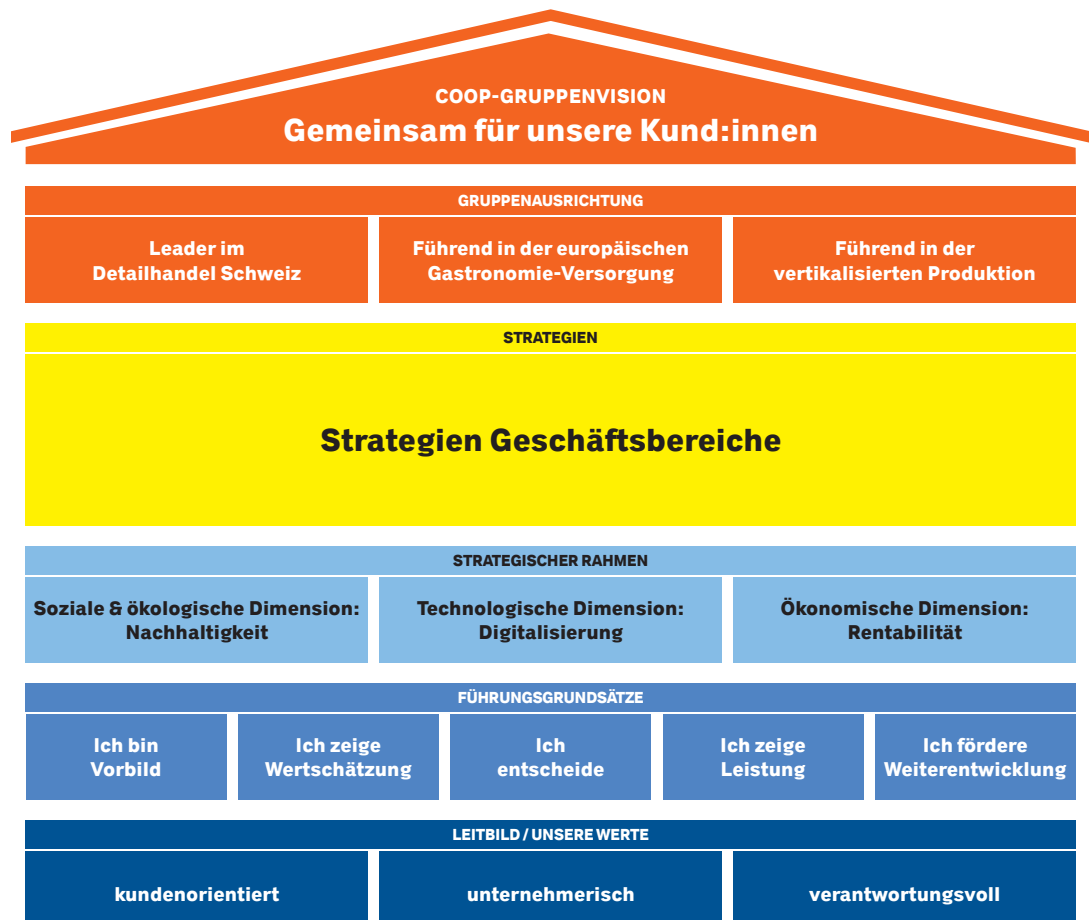 COOP-GRUPPENVISION
Gemeinsam für unsere Kund:innen
GRUPPENAUSRICHTUNG
Leader im
Detailhandel Schweiz
Führend in der europäischen
Gastronomie-Versorgung
Führend in der
vertikalisierten Produktion
STRATEGIEN
Strategien Geschäftsbereiche
STRATEGISCHER RAHMEN
Soziale & ökologische Dimension:
Nachhaltigkeit
Technologische Dimension:
Digitalisierung
Ökonomische Dimension:
Rentabilität
FÜHRUNGSGRUNDSÄTZE
Ich bin
Vorbild
Ich zeige
Wertschätzung
Ich
entscheide
Ich zeige
Leistung
Ich fördere
Weiterentwicklung
LEITBILD / UNSERE WERTE
kundenorientiert
unternehmerisch
verantwortungsvoll